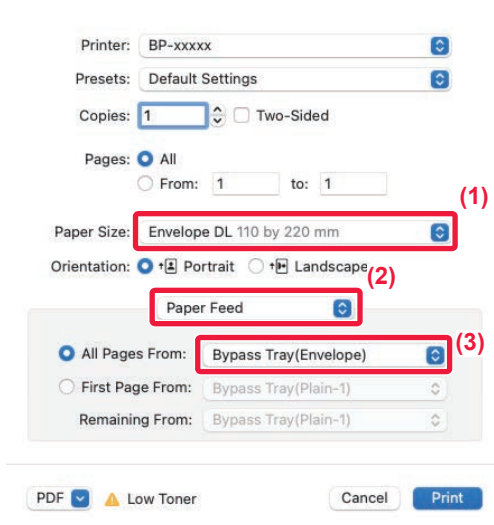 Printer: BP-xxxxx
Presets: Default Settings
Copies: 1 Two-Sided
Pages: All
From: 1 to: 1
(1)
Paper Size: Envelope DL 110 by 220 mm
Orientation: Portrait Landscape
(2)
Paper Feed
(3)
All Pages From: Bypass Tray(Envelope)
First Page From: Bypass Tray(Plain-1)
Remaining From: Bypass Tray(Plain-1)
PDF Low Toner Cancel Print